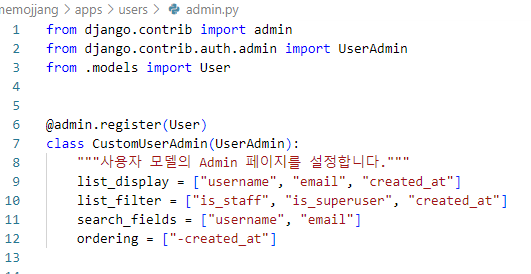 memojjang > apps > users > admin.py
1 from django.contrib import admin
2 from django.contrib.auth.admin import UserAdmin
3 from .models import User
4
5
6 @admin.register(User)
7 class CustomUserAdmin(UserAdmin):
8     """사용자 모델의 Admin 페이지를 설정합니다."""
9     list_display = ["username", "email", "created_at"]
10     list_filter = ["is_staff", "is_superuser", "created_at"]
11     search_fields = ["username", "email"]
12     ordering = ["-created_at"]
13